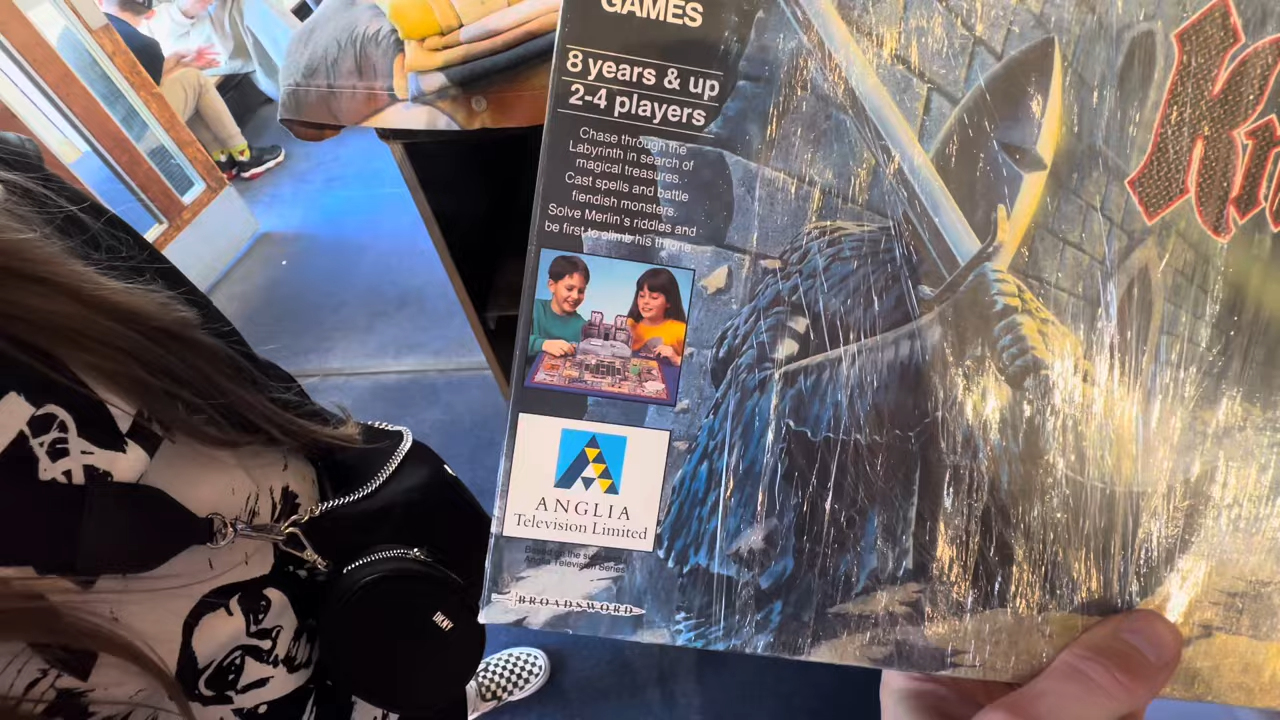 GAMES
8 years & up
2-4 players
Chase through the
Labyrinth in search of
magical treasures.
Cast spells and battle
fiendish monsters.
Solve Merlin's riddles and
be first to climb his throne
ANGLIA
Television Limited
Based on the
Anglia Television Series
BROADSWORD
DKNY